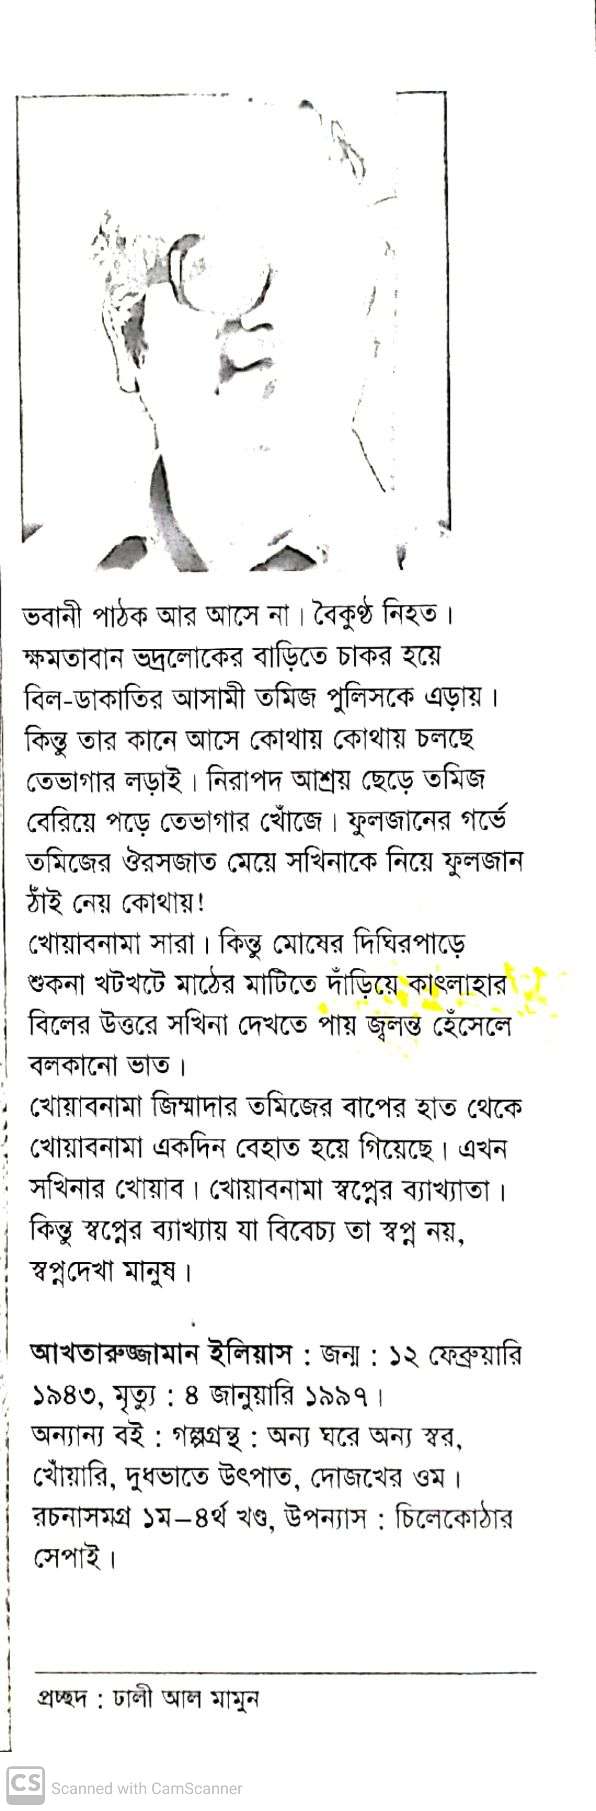 ভবানী পাঠক আর আসে না। বৈকুণ্ঠ নিহত।
ক্ষমতাবান ভদ্রলোকের বাড়িতে চাকর হয়ে
বিল-ডাকাতির আসামী তমিজ পুলিসকে এড়ায়।
কিন্তু তার কানে আসে কোথায় কোথায় চলছে
তেভাগার লড়াই। নিরাপদ আশ্রয় ছেড়ে তমিজ
বেরিয়ে পড়ে তেভাগার খোঁজে। ফুলজানের গর্ভে
তমিজের ঔরসজাত মেয়ে সখিনাকে নিয়ে ফুলজান
ঠাঁই নেয় কোথায়!
খোয়াবনামা সারা। কিন্তু মোষের দিঘিরপাড়ে
শুকনা খটখটে মাঠের মাটিতে দাঁড়িয়ে কাৎলাহার
বিলের উত্তরে সখিনা দেখতে পায় জ্বলন্ত হেঁসেলে
বলকানো ভাত।
খোয়াবনামা জিম্মাদার তমিজের বাপের হাত থেকে
খোয়াবনামা একদিন বেহাত হয়ে গিয়েছে। এখন
সখিনার খোয়াব। খোয়াবনামা স্বপ্নের ব্যাখ্যাতা।
কিন্তু স্বপ্নের ব্যাখ্যায় যা বিবেচ্য তা স্বপ্ন নয়,
স্বপ্নদেখা মানুষ।
আখতারুজ্জামান ইলিয়াস : জন্ম : ১২ ফেব্রুয়ারি
১৯৪৩, মৃত্যু : ৪ জানুয়ারি ১৯৯৭।
অন্যান্য বই : গল্পগ্রন্থ : অন্য ঘরে অন্য স্বর,
খোঁয়ারি, দুধভাতে উৎপাত, দোজখের ওম।
রচনাসমগ্র ১ম–৪র্থ খণ্ড, উপন্যাস : চিলেকোঠার
সেপাই।
প্রচ্ছদ : ঢালী আল মামুন
CS Scanned with CamScanner